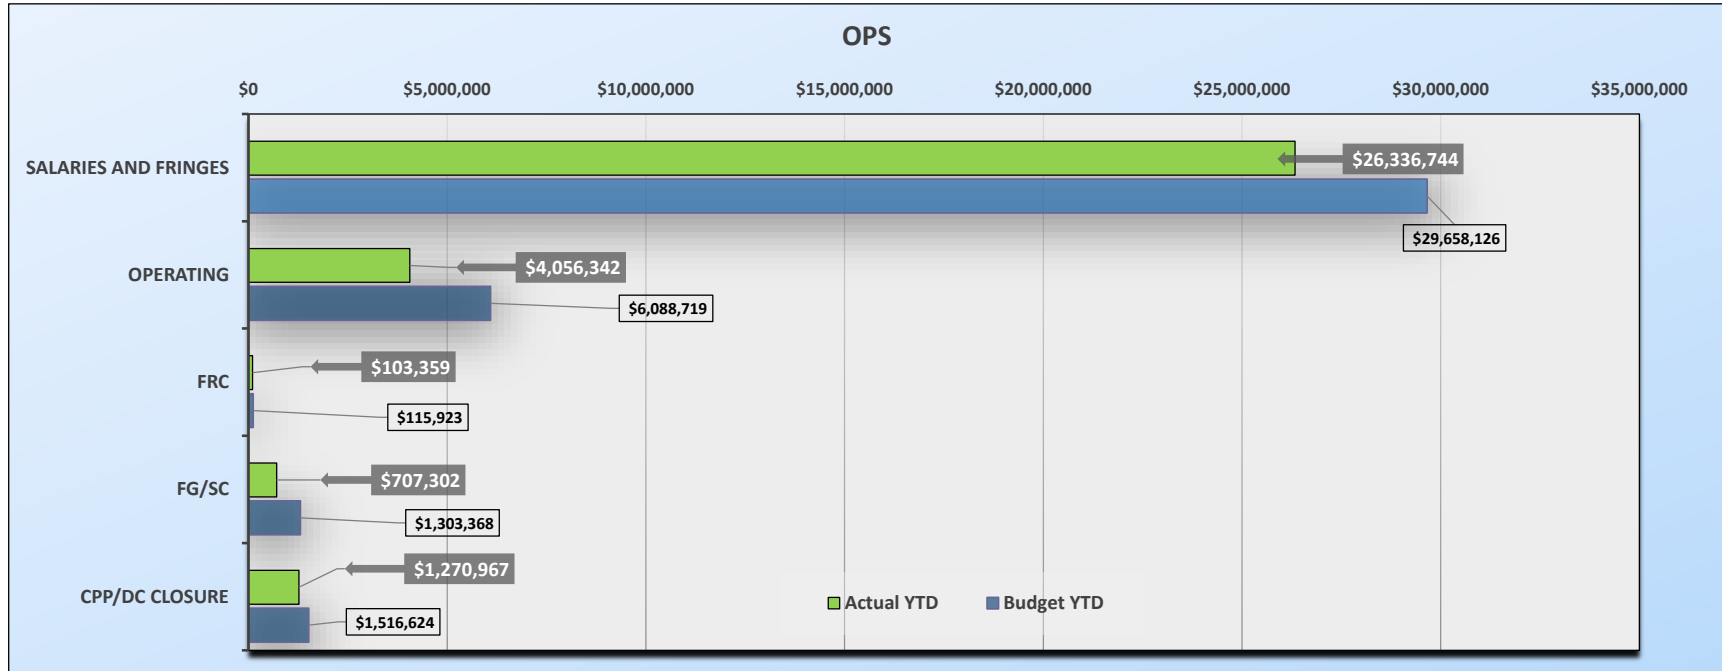 OPS
$0 $5,000,000 $10,000,000 $15,000,000 $20,000,000 $25,000,000 $30,000,000 $35,000,000
SALARIES AND FRINGES
$26,336,744
$29,658,126
OPERATING
$4,056,342
$6,088,719
FRC
$103,359
$115,923
FG/SC
$707,302
$1,303,368
CPP/DC CLOSURE
$1,270,967
$1,516,624
Actual YTD Budget YTD